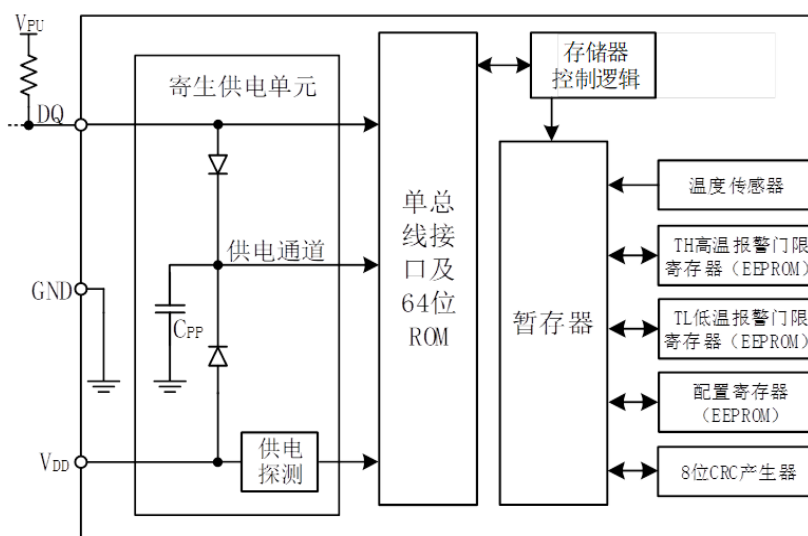 VPU
DQ
GND
VDD
寄生供电单元
供电通道
CPP
供电
探测
单总
线接
口及
64位
ROM
存储器
控制逻辑
暂存器
温度传感器
TH高温报警门限
寄存器（EEPROM）
TL低温报警门限
寄存器（EEPROM）
配置寄存器
（EEPROM）
8位CRC产生器